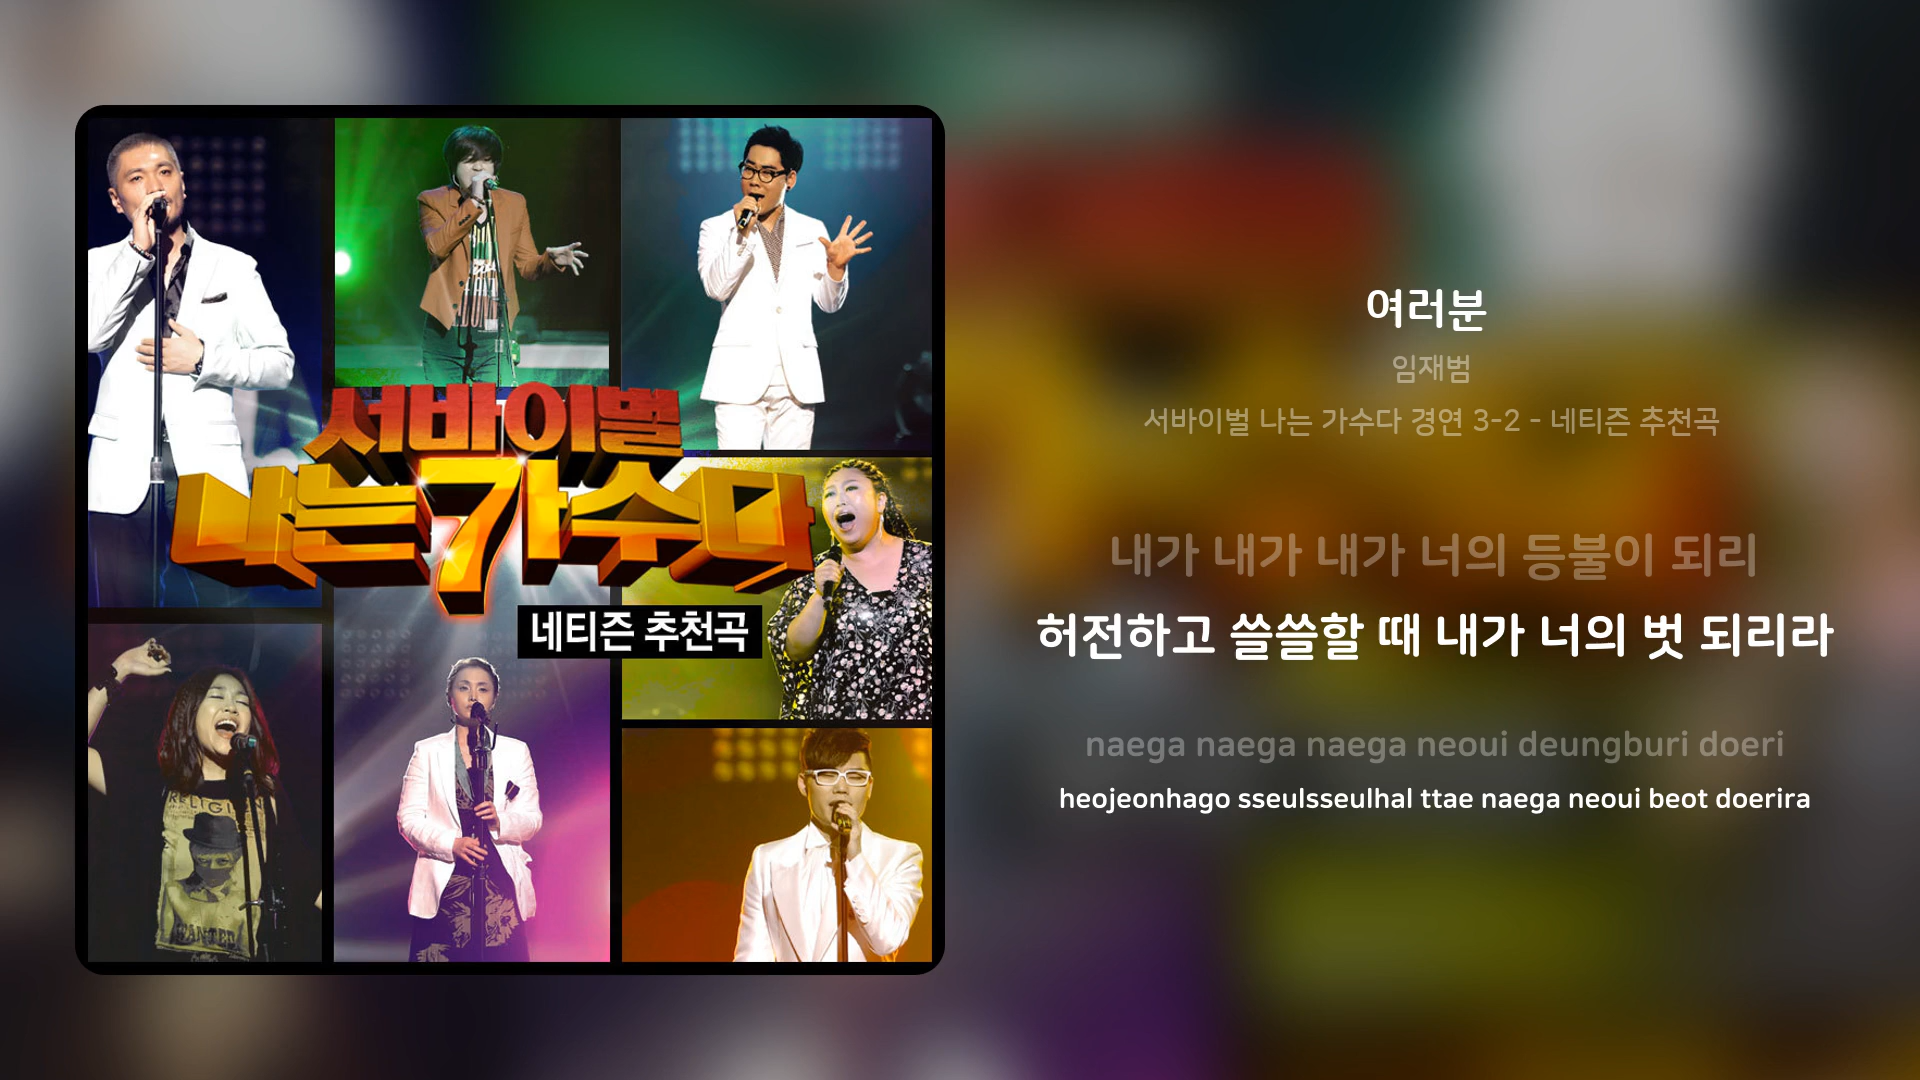 서바이벌
나는 가수다
네티즌 추천곡
RELIGI
WANTED
여러분
임재범
서바이벌 나는 가수다 경연 3-2 - 네티즌 추천곡
내가 내가 내가 너의 등불이 되리
허전하고 쓸쓸할 때 내가 너의 벗 되리라
naega naega naega neoui deungburi doeri
heojeonhago sseulsseulhal ttae naega neoui beot doerira